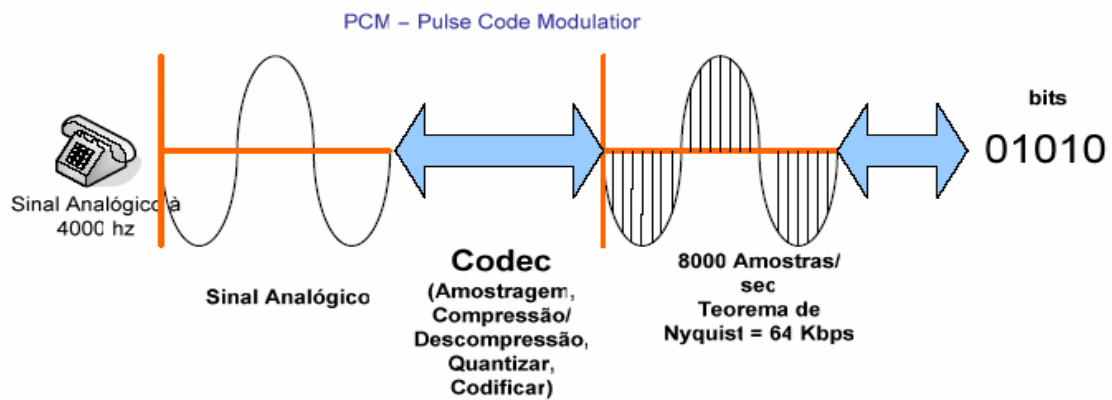 PCM – Pulse Code Modulatior
Sinal Analógico à
4000 hz
Sinal Analógico
Codec
(Amostragem,
Compressão/
Descompressão,
Quantizar,
Codificar)
8000 Amostras/
sec
Teorema de
Nyquist = 64 Kbps
bits
01010